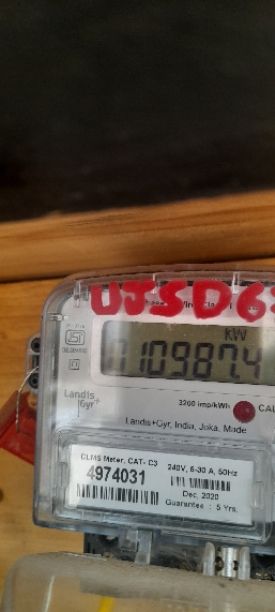 UJSD6
KW
10987.4
ISI
Landis
Gyr+
3200 imp/kWh
CAL
Landis+Gyr, India, Joka, Made
CLMS Meter, CAT- C3
240V, 5-30 A, 50Hz
4974031
Dec, 2020
Guarantee : 5 Yrs.